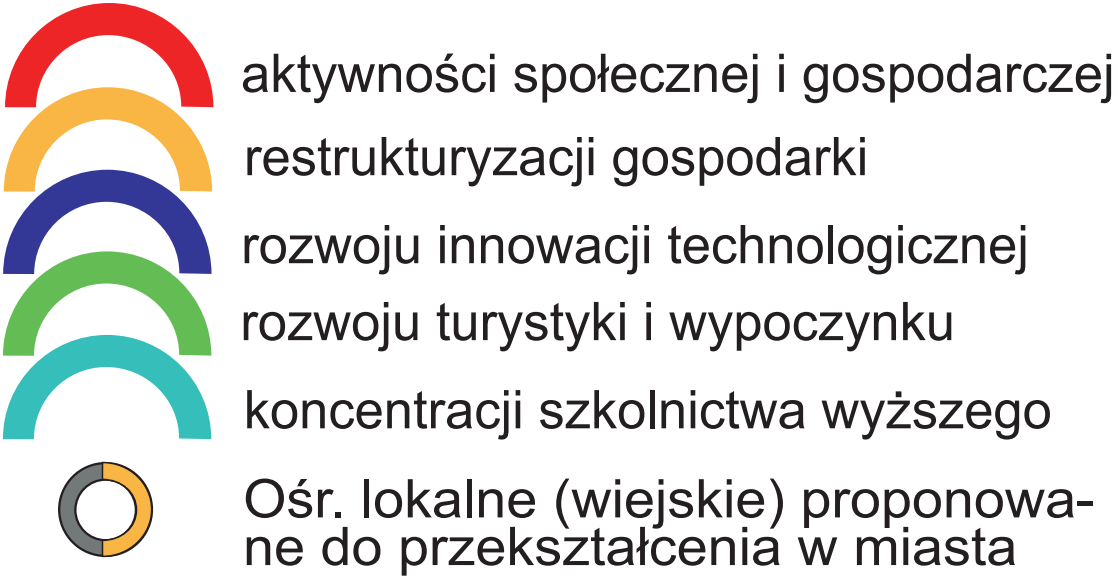 aktywności społecznej i gospodarczej
restrukturyzacji gospodarki
rozwoju innowacji technologicznej
rozwoju turystyki i wypoczynku
koncentracji szkolnictwa wyższego
Ośr. lokalne (wiejskie) proponowa-
ne do przekształcenia w miasta